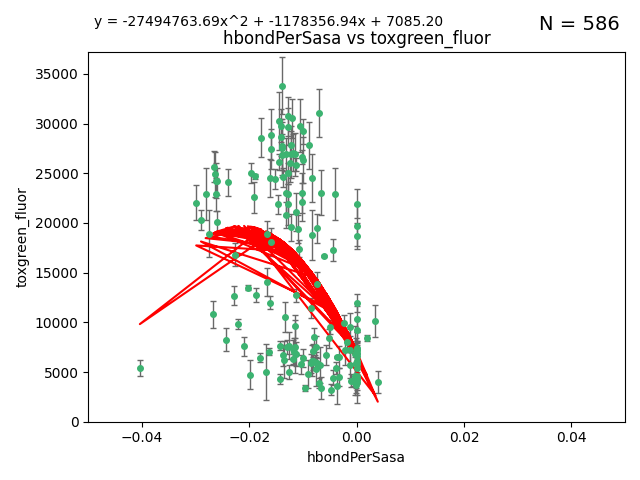 y = -27494763.69x^2 + -1178356.94x + 7085.20
N = 586
hbondPerSasa vs toxgreen_fluor
35000
30000
25000
20000
15000
10000
5000
0
toxgreen_fluor
−0.04
−0.02
0.00
0.02
0.04
hbondPerSasa